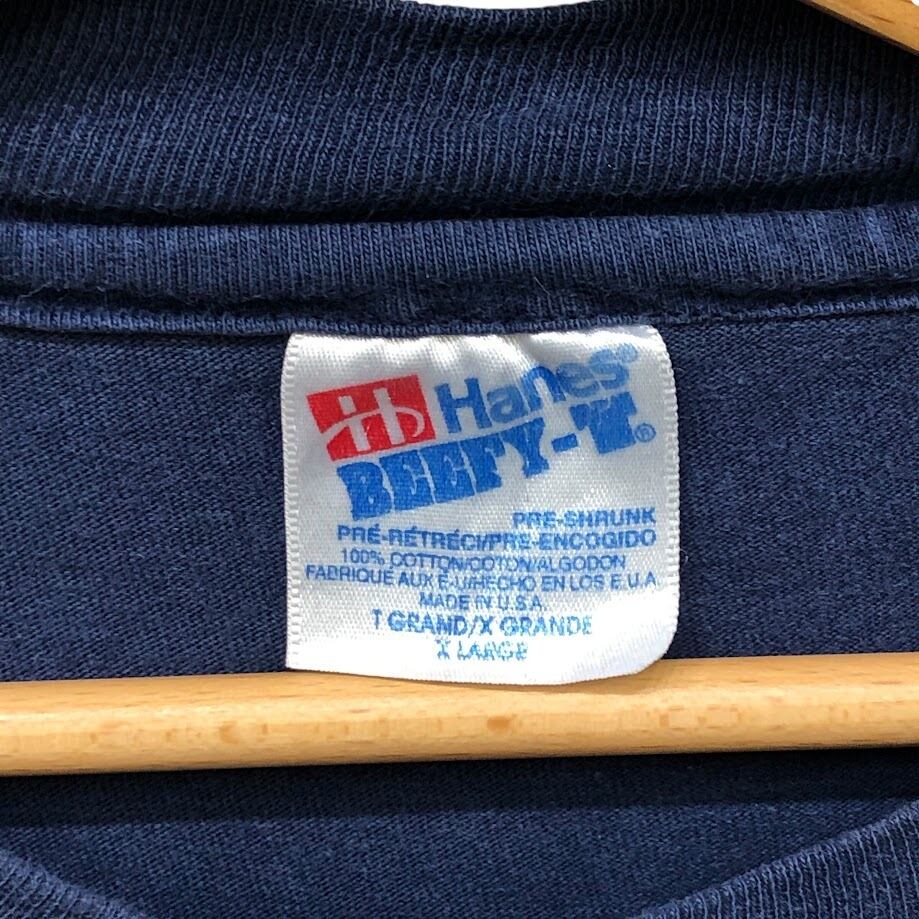 Hanes®
BEEFY-T®
PRE-SHRUNK
PRÉ-RÉTRÉCI/PRE-ENCOGIDO
100% COTTON/COTON/ALGODON
FABRIQUÉ AUX É.U/HECHO EN LOS E.U.A.
MADE IN U.S.A.
T GRAND/X GRANDE
X LARGE